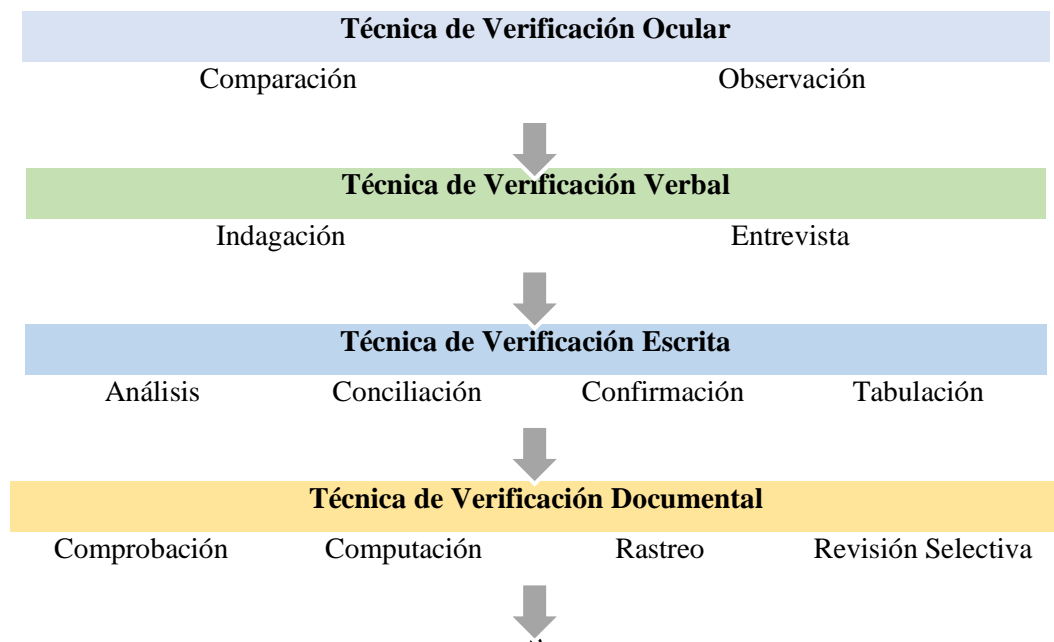 Técnica de Verificación Ocular
Comparación Observación
Técnica de Verificación Verbal
Indagación Entrevista
Técnica de Verificación Escrita
Análisis Conciliación Confirmación Tabulación
Técnica de Verificación Documental
Comprobación Computación Rastreo Revisión Selectiva